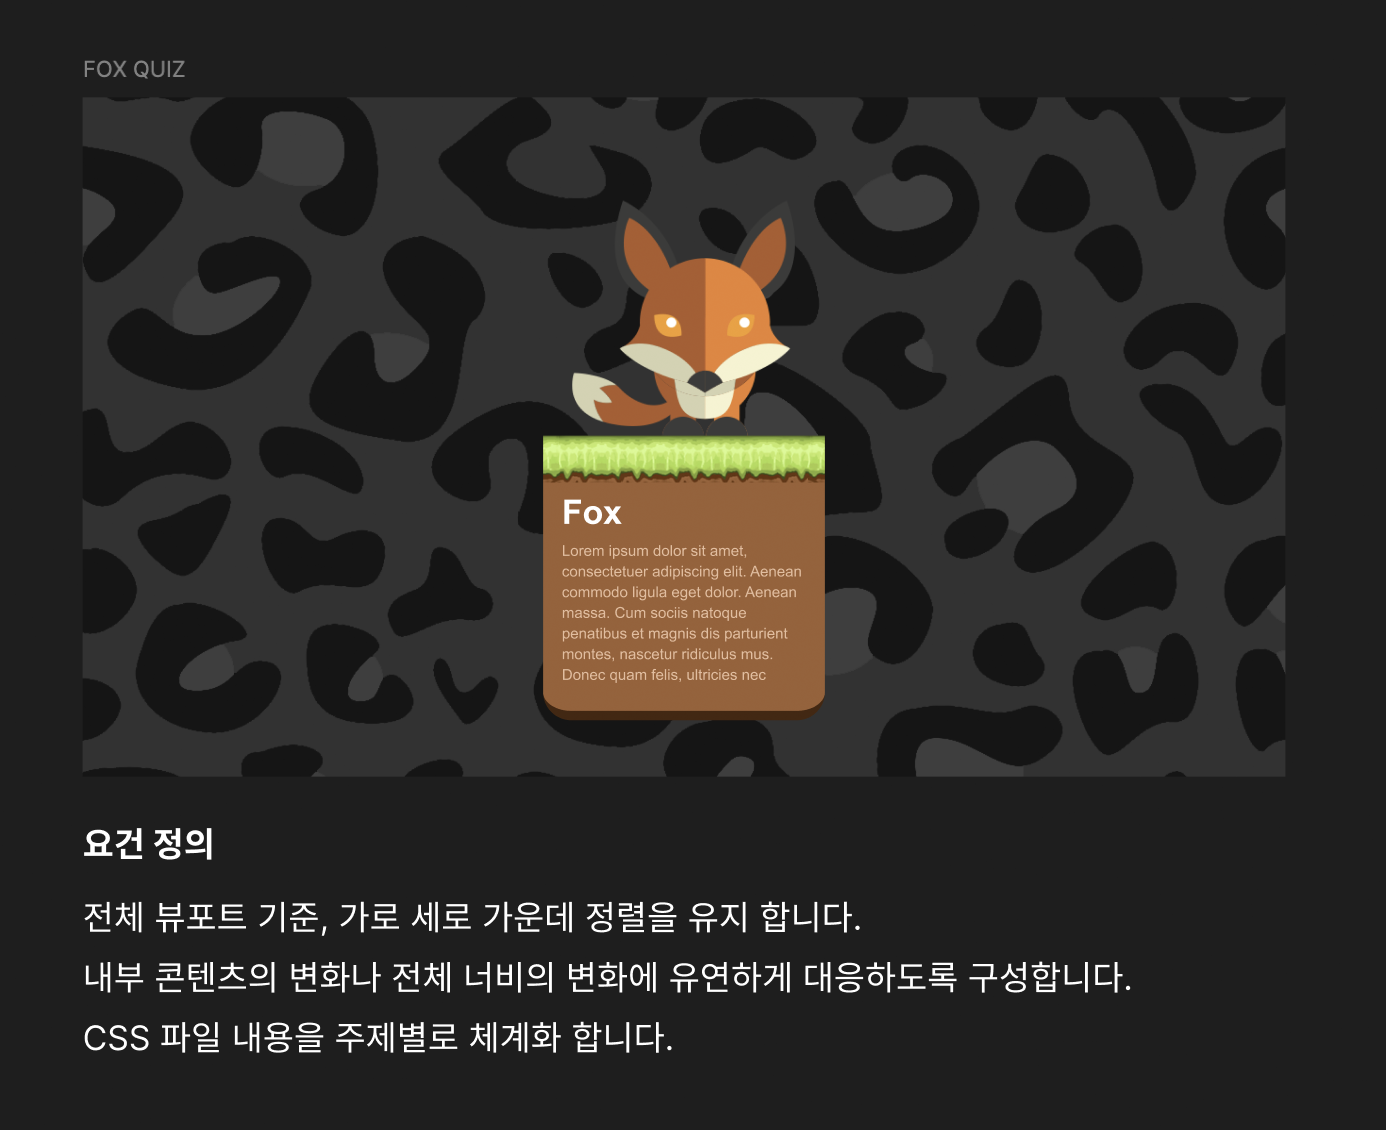 FOX QUIZ
Fox
Lorem ipsum dolor sit amet,
consectetuer adipiscing elit. Aenean
commodo ligula eget dolor. Aenean
massa. Cum sociis natoque
penatibus et magnis dis parturient
montes, nascetur ridiculus mus.
Donec quam felis, ultricies nec
요건 정의
전체 뷰포트 기준, 가로 세로 가운데 정렬을 유지 합니다.
내부 콘텐츠의 변화나 전체 너비의 변화에 유연하게 대응하도록 구성합니다.
CSS 파일 내용을 주제별로 체계화 합니다.